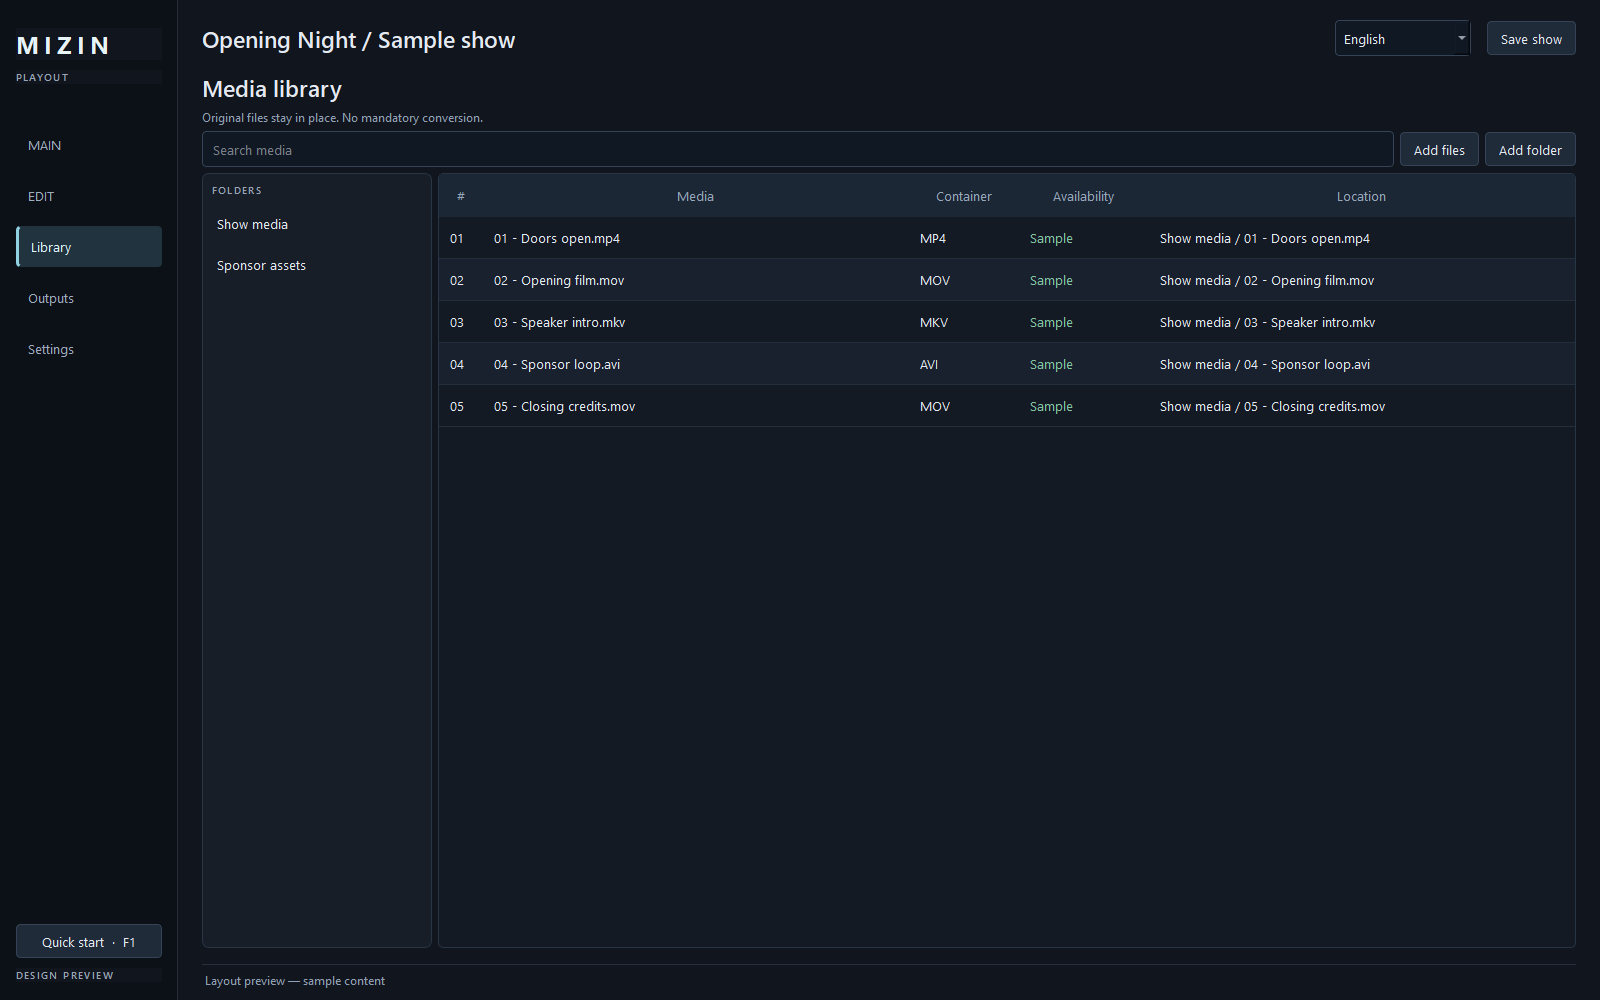 MIZIN
PLAYOUT
MAIN
EDIT
Library
Outputs
Settings
Quick start · F1
DESIGN PREVIEW
Opening Night / Sample show
English
Save show
Media library
Original files stay in place. No mandatory conversion.
Search media
Add files
Add folder
FOLDERS
Show media
Sponsor assets
# Media Container Availability Location
01 01 - Doors open.mp4 MP4 Sample Show media / 01 - Doors open.mp4
02 02 - Opening film.mov MOV Sample Show media / 02 - Opening film.mov
03 03 - Speaker intro.mkv MKV Sample Show media / 03 - Speaker intro.mkv
04 04 - Sponsor loop.avi AVI Sample Show media / 04 - Sponsor loop.avi
05 05 - Closing credits.mov MOV Sample Show media / 05 - Closing credits.mov
Layout preview — sample content